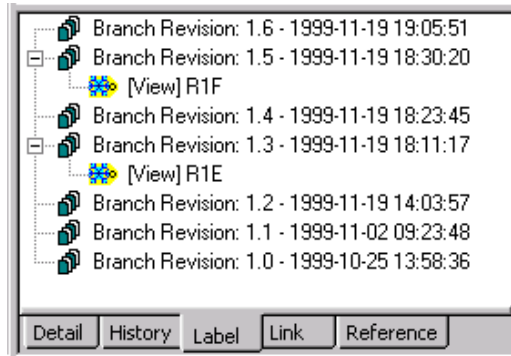 Branch Revision: 1.6 - 1999-11-19 19:05:51
Branch Revision: 1.5 - 1999-11-19 18:30:20
[View] R1F
Branch Revision: 1.4 - 1999-11-19 18:23:45
Branch Revision: 1.3 - 1999-11-19 18:11:17
[View] R1E
Branch Revision: 1.2 - 1999-11-19 14:03:57
Branch Revision: 1.1 - 1999-11-02 09:23:48
Branch Revision: 1.0 - 1999-10-25 13:58:36
Detail History Label Link Reference